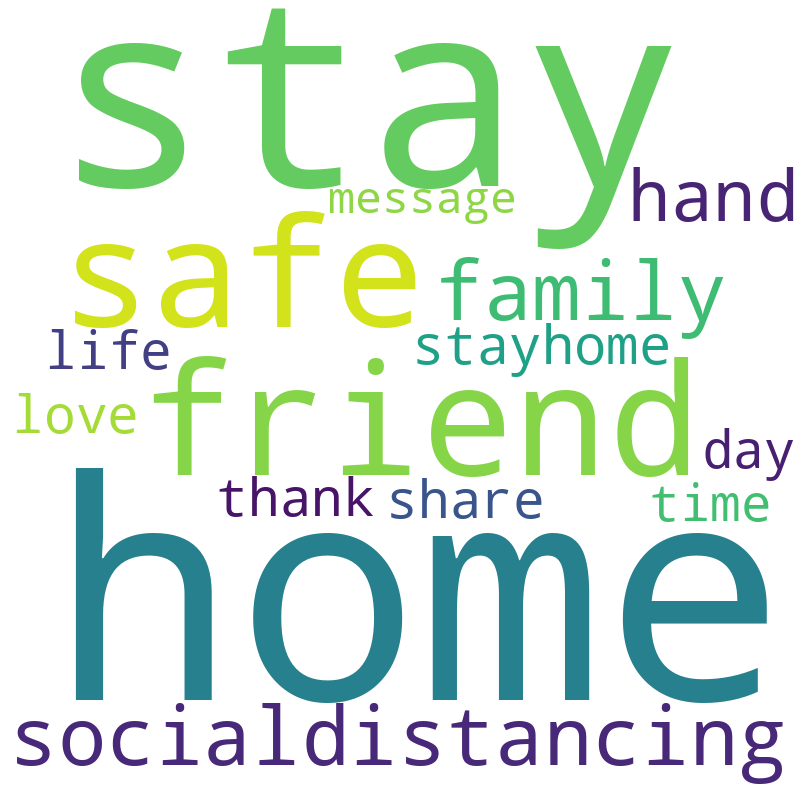 stay
message
hand
safe
family
life
stayhome
love
friend
day
thank
share
time
home
socialdistancing